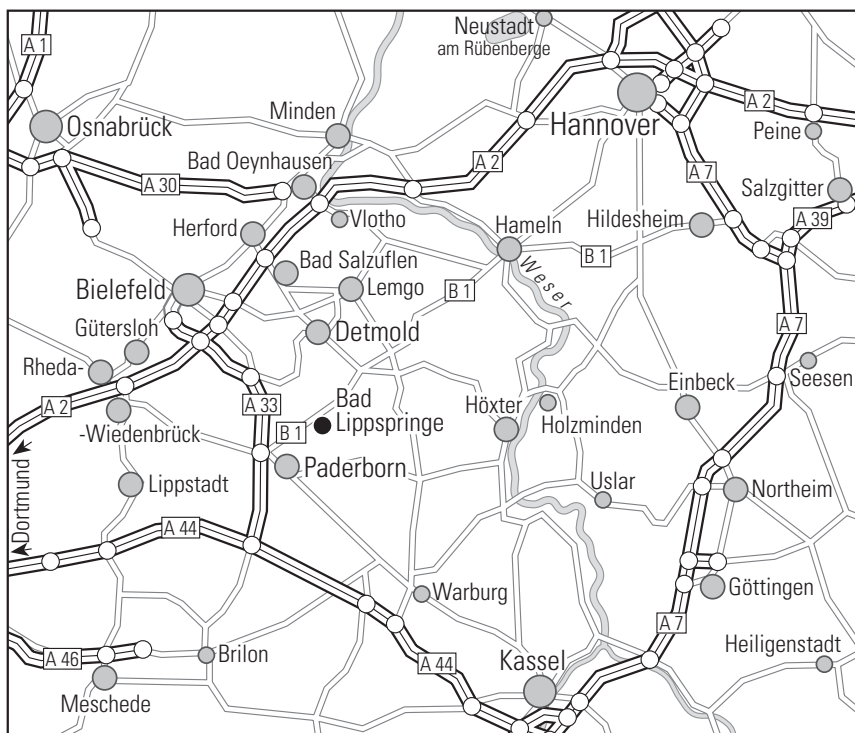 Neustadt
am Rübenberge
A 1
Hannover
A 2
Osnabrück
Minden
Peine
Bad Oeynhausen
A 2
A 7
A 30
Salzgitter
Vlotho
A 39
Herford
Hameln
Hildesheim
B 1
Bad Salzuflen
Weser
Bielefeld
Lemgo
B 1
Gütersloh
Detmold
A 7
Rheda-
Seesen
A 2
A 33
Bad
Lippspringe
Einbeck
B 1
Höxter
Holzminden
-Wiedenbrück
Paderborn
Dortmund
Lippstadt
Uslar
Northeim
A 44
Warburg
Göttingen
A 7
Heiligenstadt
A 46
Brilon
A 44
Kassel
Meschede